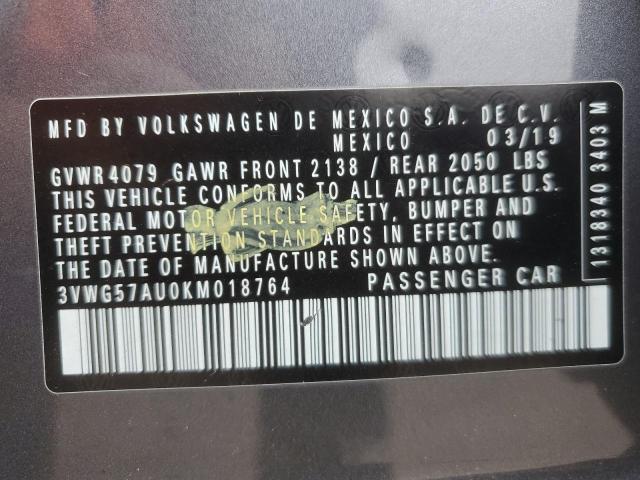 MFD BY VOLKSWAGEN DE MEXICO S.A. DE C.V.
MEXICO 03/19
GVWR4079 GAWR FRONT 2138 / REAR 2050 LBS
THIS VEHICLE CONFORMS TO ALL APPLICABLE U.S.
FEDERAL MOTOR VEHICLE SAFETY, BUMPER AND
THEFT PREVENTION STANDARDS IN EFFECT ON
THE DATE OF MANUFACTURE SHOWN ABOVE.
3VWG57AU0KM018764 PASSENGER CAR
1318340 3403 M